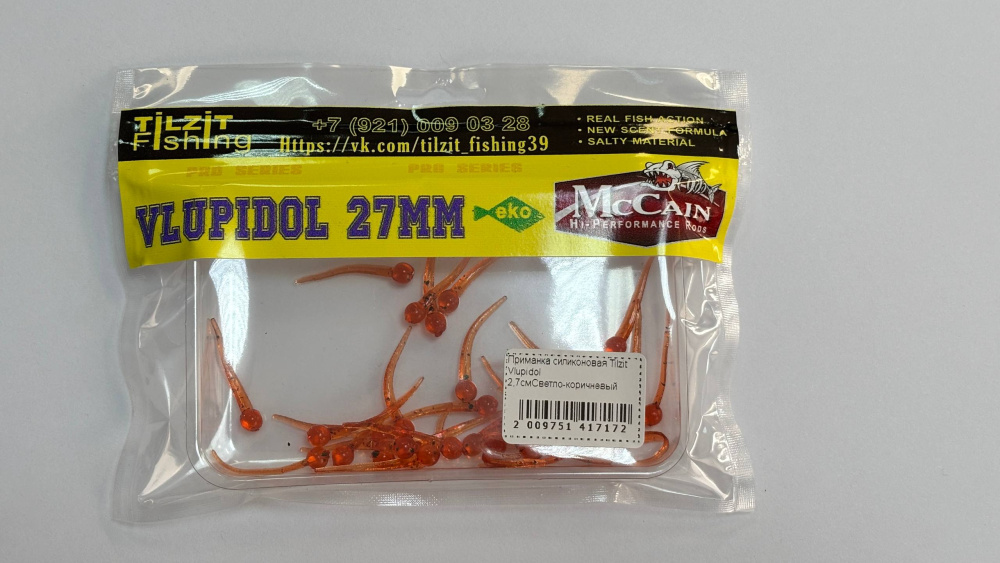 TiLZiT
Fishing
+7 (921) 009 03 28
Https://vk.com/tilzit_fishing39
• REAL FISH ACTION
• NEW SCENT FORMULA
• SALTY MATERIAL
PRO SERIES PRO SERIES
VLUPIDOL 27MM
eko
McCAIN
HI-PERFORMANCE RODS
Приманка силиконовая Tilzit
Vlupidol
2,7смСветло-коричневый
2 009751 417172